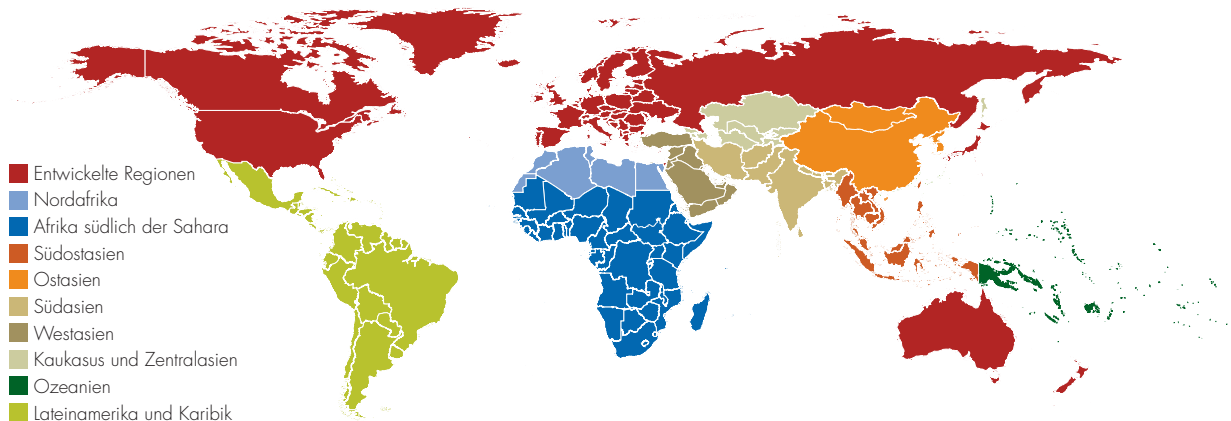 Entwickelte Regionen
Nordafrika
Afrika südlich der Sahara
Südostasien
Ostasien
Südasien
Westasien
Kaukasus und Zentralasien
Ozeanien
Lateinamerika und Karibik